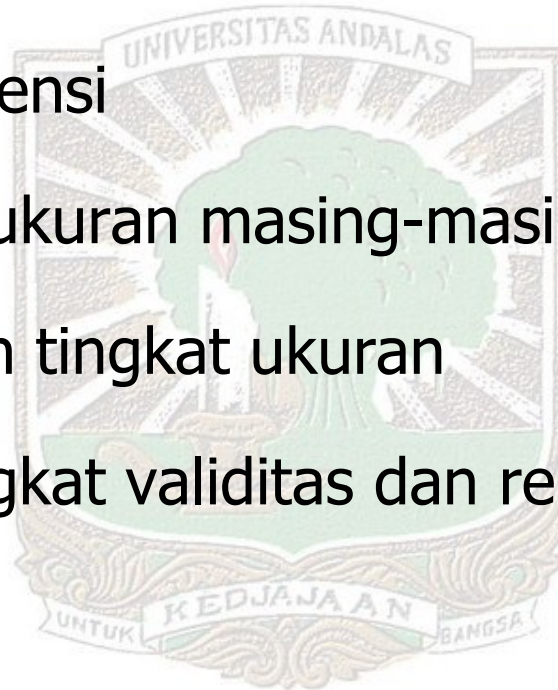 UNIVERSITAS ANDALAS
ensi
ukuran masing-masi
n tingkat ukuran
gkat validitas dan re
KEDJAJAAN
UNTUK BANGSA